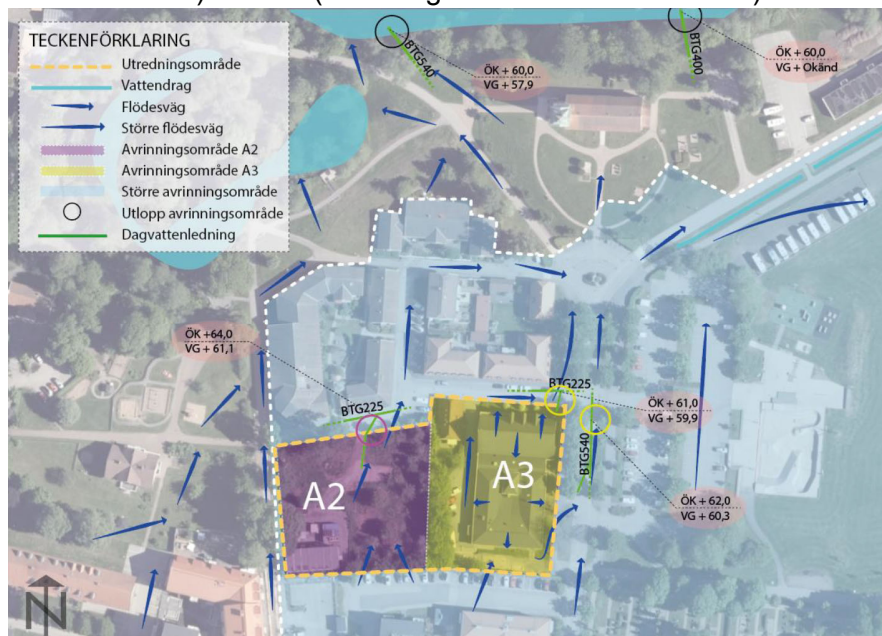 TECKENFÖRKLARING
Utredningsområde
Vattendrag
Flödesväg
Större flödesväg
Avrinningsområde A2
Avrinningsområde A3
Större avrinningsområde
Utlopp avrinningsområde
Dagvattenledning
BTG540
ÖK + 60,0
VG + 57,9
BTG400
ÖK + 60,0
VG + Okänd
ÖK +64,0
VG + 61,1
BTG225
BTG225
ÖK + 61,0
VG + 59,9
BTG540
ÖK + 62,0
VG + 60,3
A2
A3
N